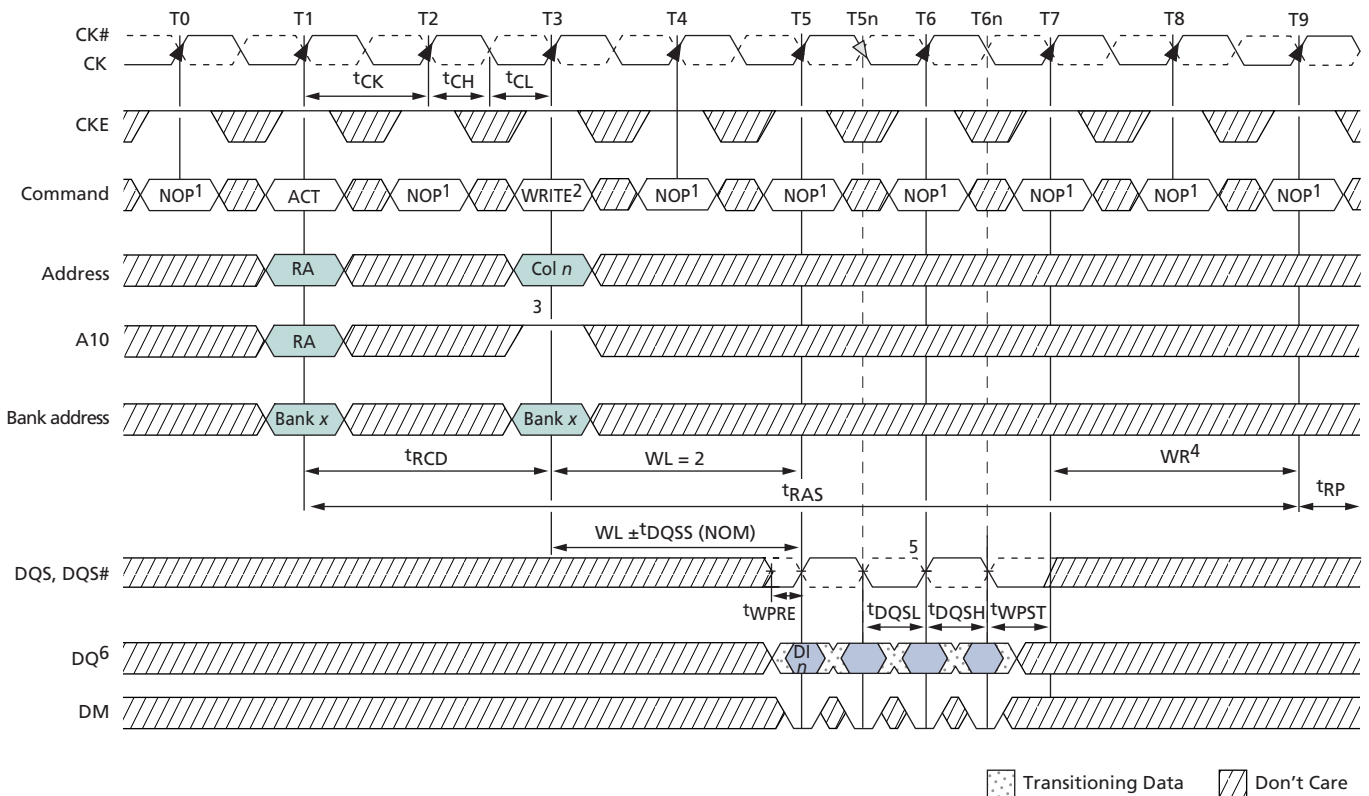 T0 T1 T2 T3 T4 T5 T5n T6 T6n T7 T8 T9
CK#
CK
tCK tCH tCL
CKE
Command NOP1 ACT NOP1 WRITE2 NOP1 NOP1 NOP1 NOP1 NOP1 NOP1
Address RA Col n
3
A10 RA
Bank address Bank x Bank x
tRCD WL = 2 WR4
tRAS tRP
WL ±tDQSS (NOM) 5
DQS, DQS#
tWPRE tDQSL tDQSH tWPST
DQ6 DI
n
DM
Transitioning Data Don't Care